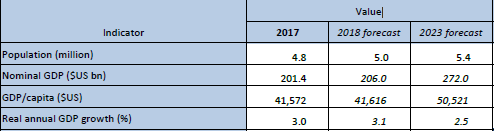 Value
Indicator 2017 2018 forecast 2023 forecast
Population (million) 4.8 5.0 5.4
Nominal GDP ($US bn) 201.4 206.0 272.0
GDP/capita ($US) 41,572 41,616 50,521
Real annual GDP growth (%) 3.0 3.1 2.5